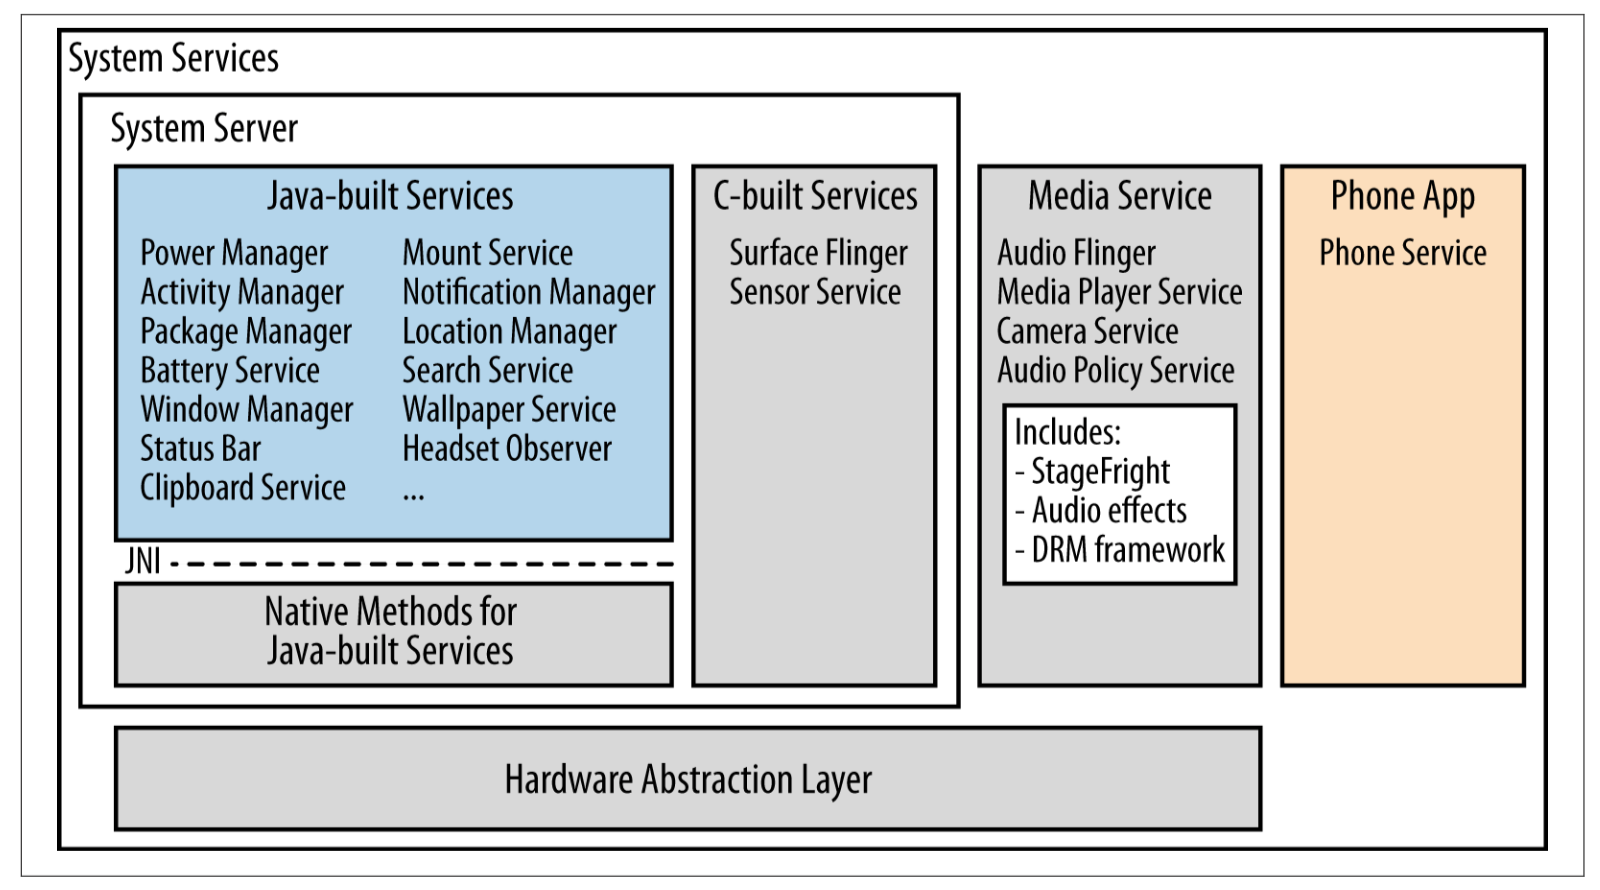 System Services
System Server
Java-built Services
Power Manager
Activity Manager
Package Manager
Battery Service
Window Manager
Status Bar
Clipboard Service
Mount Service
Notification Manager
Location Manager
Search Service
Wallpaper Service
Headset Observer
...
JNI
Native Methods for
Java-built Services
C-built Services
Surface Flinger
Sensor Service
Media Service
Audio Flinger
Media Player Service
Camera Service
Audio Policy Service
Includes:
- StageFright
- Audio effects
- DRM framework
Phone App
Phone Service
Hardware Abstraction Layer